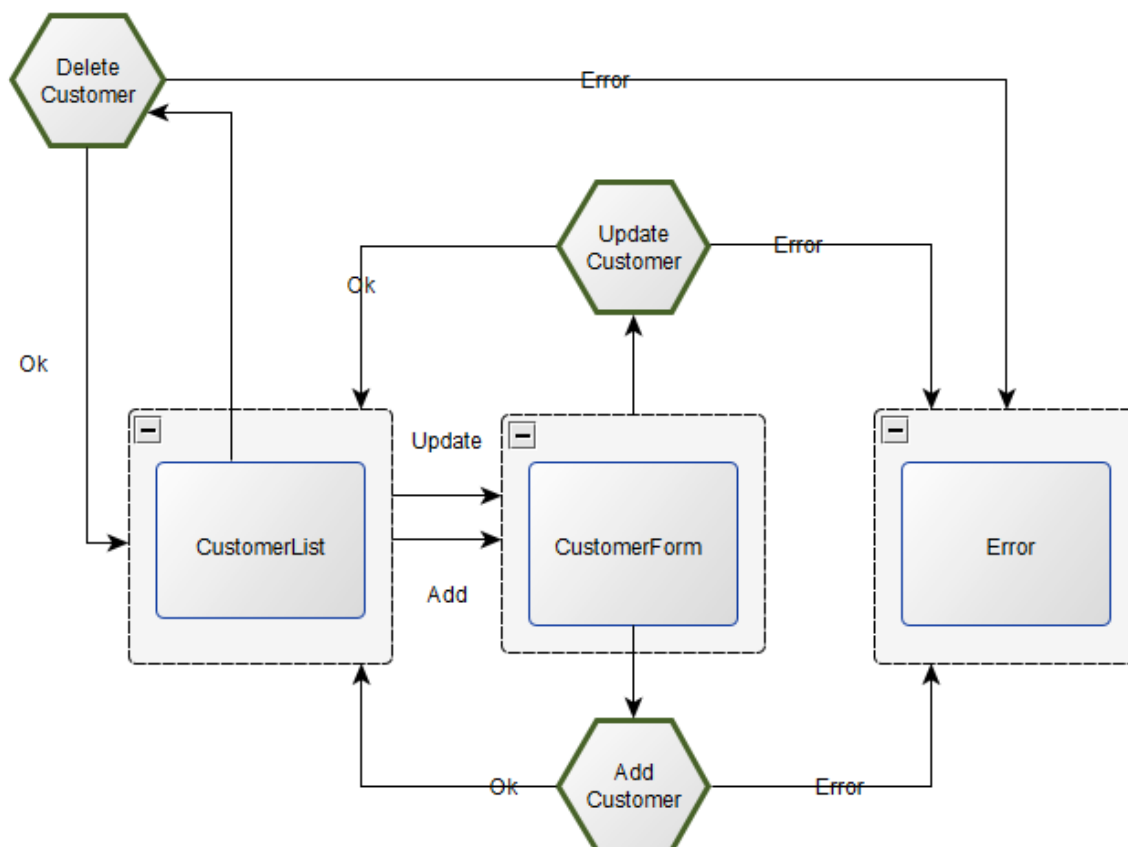 Delete
Customer
Error
Update
Customer
Error
Ok
Ok
Update
CustomerList
CustomerForm
Error
Add
Add
Customer
Ok
Error